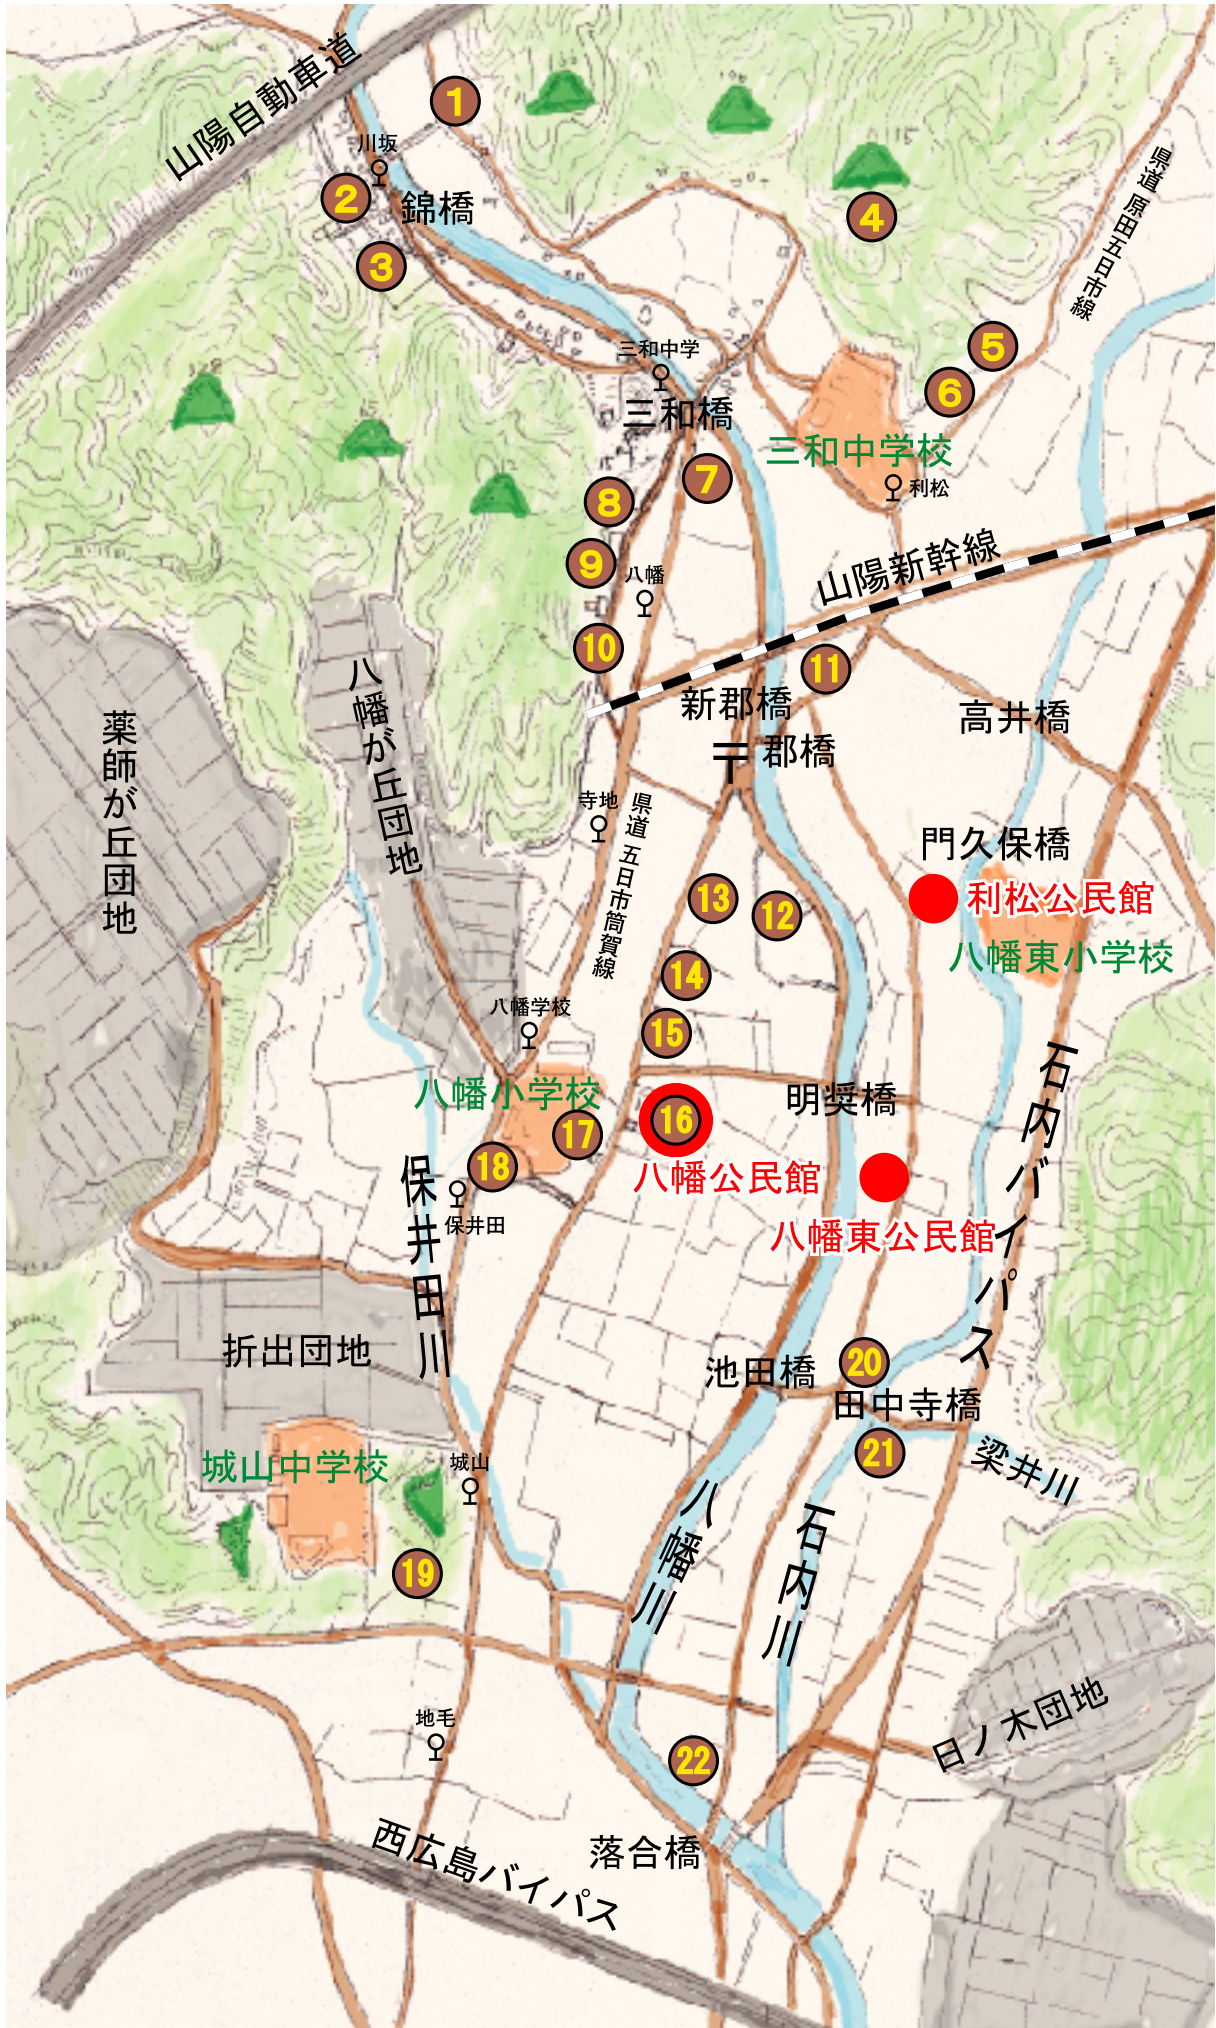 山陽自動車道
1
川坂
2
錦橋
3
4
県道 原田五日市線
5
6
三和中学
三和橋
三和中学校
7
利松
8
9
八幡
山陽新幹線
10
11
新郡橋
高井橋
〒
郡橋
八幡が丘団地
薬師が丘団地
寺地
県道 五日市筒賀線
門久保橋
利松公民館
13
12
八幡東小学校
14
八幡学校
15
八幡小学校
明奨橋
16
17
18
八幡公民館
保井田
八幡東公民館
保井田川
石内バイパス
折出団地
池田橋
20
田中寺橋
21
梁井川
城山中学校
城山
八幡川
石内川
19
地毛
22
日ノ木団地
西広島バイパス
落合橋